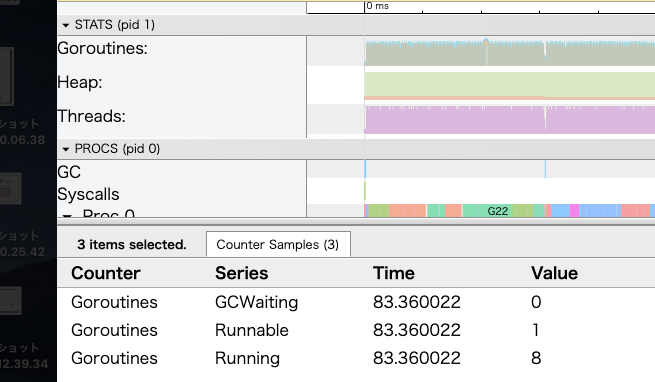 0 ms
STATS (pid 1)
Goroutines:
Heap:
Threads:
PROCS (pid 0)
GC
Syscalls
Proc 0
G22
ショット
0.06.38
ショット
0.25.42
ショット
12.39.34
3 items selected.
Counter Samples (3)
Counter Series Time Value
Goroutines GCWaiting 83.360022 0
Goroutines Runnable 83.360022 1
Goroutines Running 83.360022 8